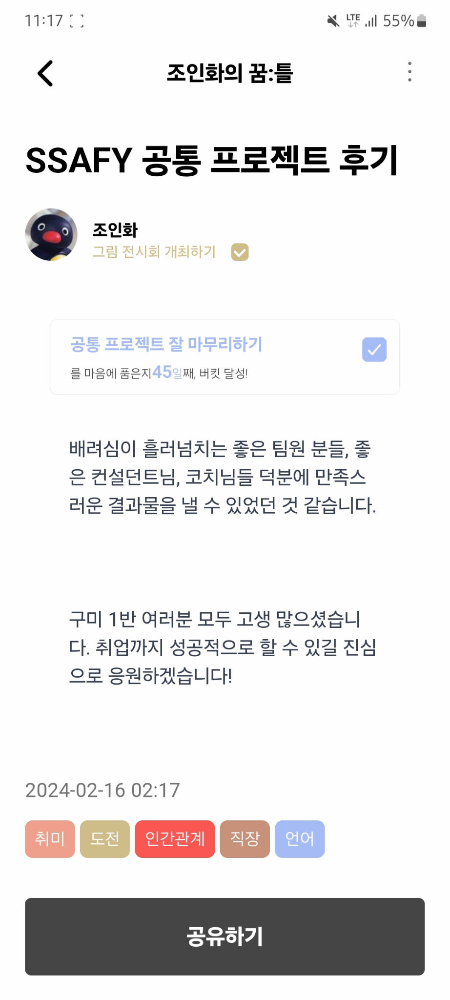 11:17
LTE 55%
조인화의 꿈:틀
SSAFY 공통 프로젝트 후기
조인화
그림 전시회 개최하기
공통 프로젝트 잘 마무리하기
를 마음에 품은지45일째, 버킷 달성!
배려심이 흘러넘치는 좋은 팀원 분들, 좋
은 컨설던트님, 코치님들 덕분에 만족스
러운 결과물을 낼 수 있었던 것 같습니다.
구미 1반 여러분 모두 고생 많으셨습니
다. 취업까지 성공적으로 할 수 있길 진심
으로 응원하겠습니다!
2024-02-16 02:17
취미 도전 인간관계 직장 언어
공유하기